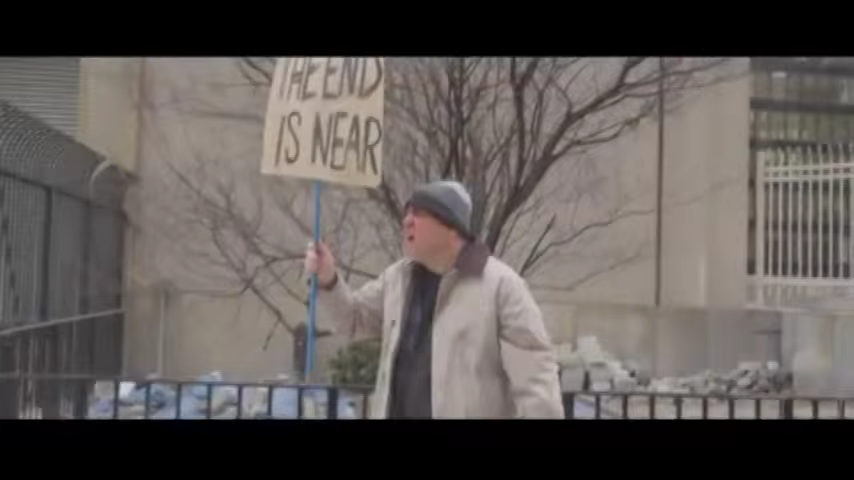 THE END
IS NEAR